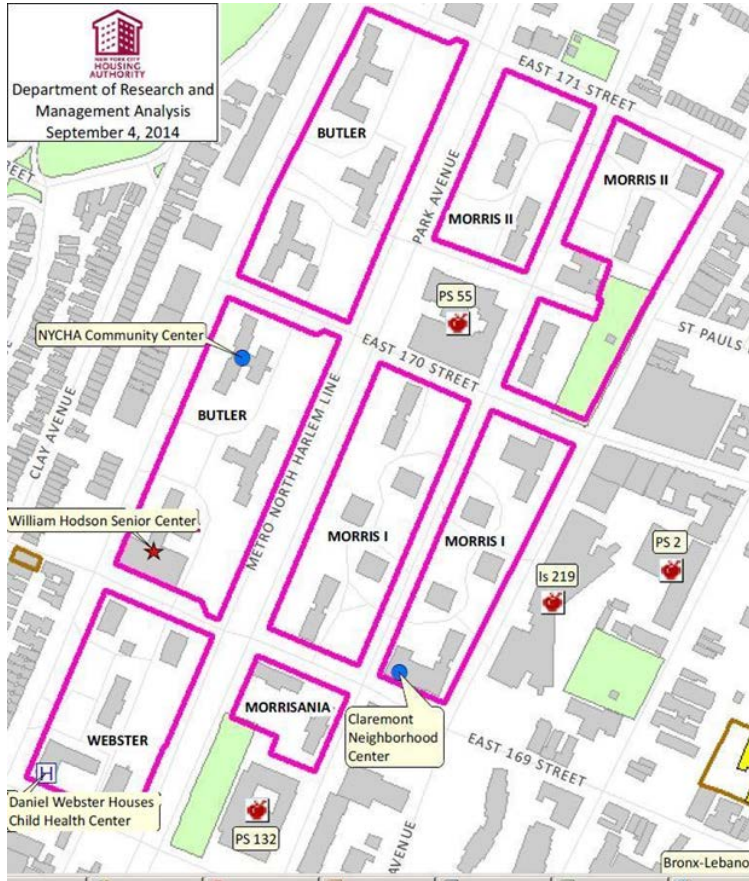 NEW YORK CITY
HOUSING
AUTHORITY
Department of Research and
Management Analysis
September 4, 2014
EAST 171 STREET
BUTLER
MORRIS II
MORRIS II
PARK AVENUE
STREET
PS 55
NYCHA Community Center
ST PAULS
EAST 170 STREET
BUTLER
CLAY AVENUE
METRO NORTH HARLEM LINE
William Hodson Senior Center
MORRIS I
MORRIS I
PS 2
Is 219
MORRISANIA
Claremont
Neighborhood
Center
WEBSTER
EAST 169 STREET
Daniel Webster Houses
Child Health Center
H
PS 132
AVENUE
Bronx-Lebano